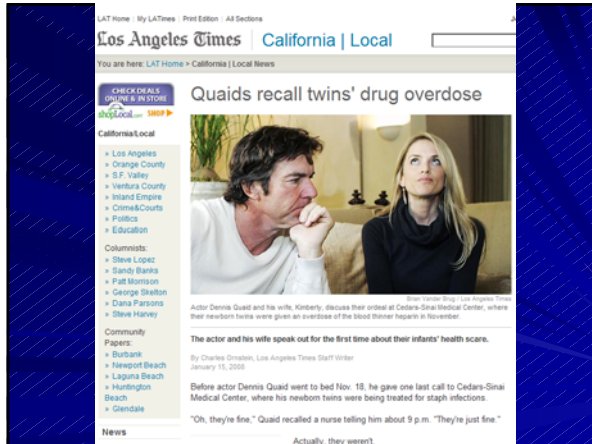 LAT Home | My LATimes | Print Edition | All Sections
Los Angeles Times California | Local
You are here: LAT Home > California | Local News
CHECK DEALS
ONLINE & IN STORE
shopLocal.com SHOP
California/Local
» Los Angeles
» Orange County
» S.F. Valley
» Ventura County
» Inland Empire
» Crime&Courts
» Politics
» Education
Columnists:
» Steve Lopez
» Sandy Banks
» Patt Morrison
» George Skelton
» Dana Parsons
» Steve Harvey
Community
Papers:
» Burbank
» Newport Beach
» Laguna Beach
» Huntington
Beach
» Glendale
News
Quaids recall twins' drug overdose
Brian Vander Brug / Los Angeles Times
Actor Dennis Quaid and his wife, Kimberly, discuss their ordeal at Cedars-Sinai Medical Center, where
their newborn twins were given an overdose of the blood thinner heparin in November.
The actor and his wife speak out for the first time about their infants' health scare.
By Charles Ornstein, Los Angeles Times Staff Writer
January 15, 2008
Before actor Dennis Quaid went to bed Nov. 18, he gave one last call to Cedars-Sinai
Medical Center, where his newborn twins were being treated for staph infections.
"Oh, they're fine," Quaid recalled a nurse telling him about 9 p.m. "They're just fine."
Actually, they weren't.